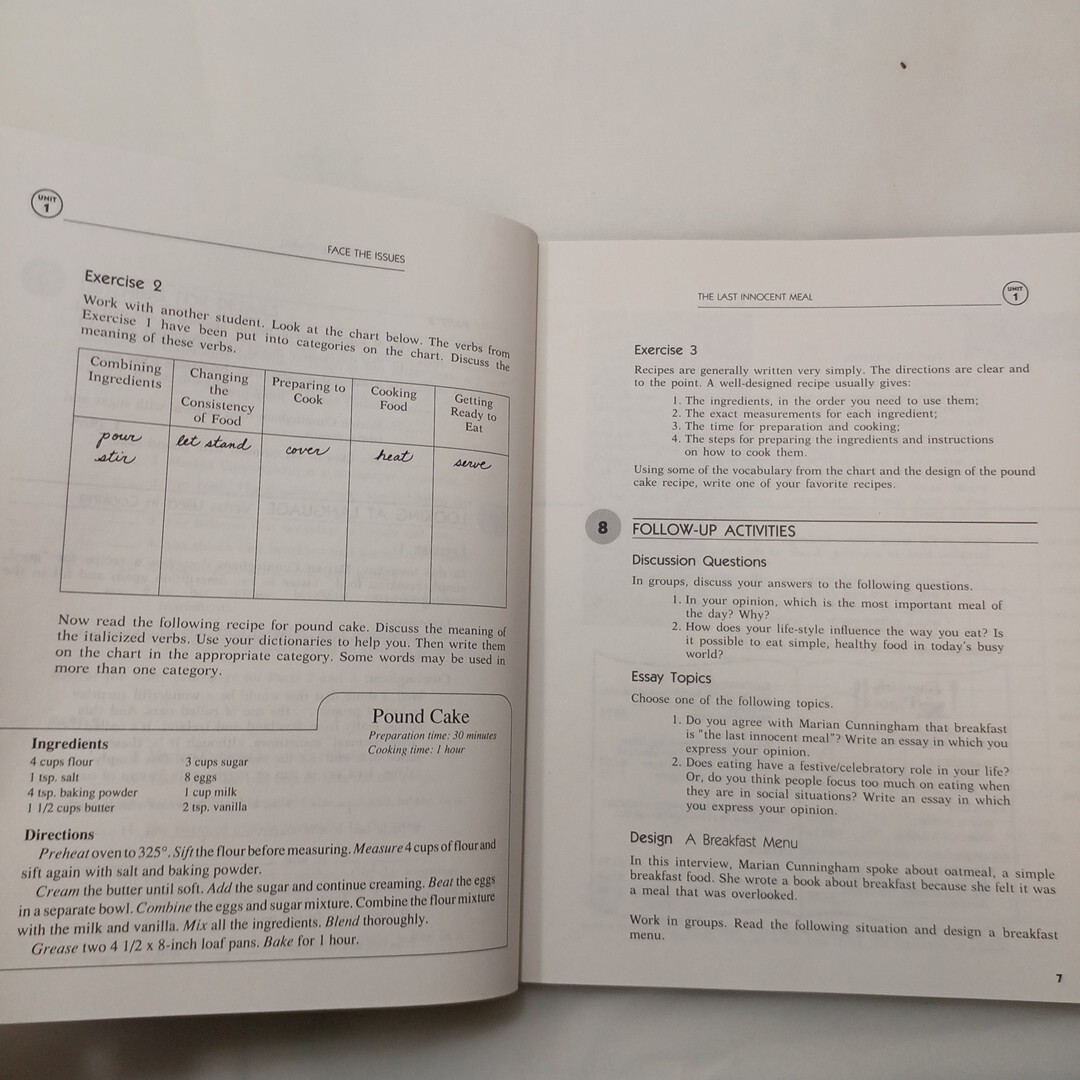 UNIT
1
FACE THE ISSUES
Exercise 2
Work with another student. Look at the chart below. The verbs from
Exercise 1 have been put into categories on the chart. Discuss the
meaning of these verbs.
Combining
Ingredients
Changing
the
Consistency
of Food
Preparing to
Cook
Cooking
Food
Getting
Ready to
Eat
pour
stir
let stand
cover
heat
serve
Now read the following recipe for pound cake. Discuss the meaning of
the italicized verbs. Use your dictionaries to help you. Then write them
on the chart in the appropriate category. Some words may be used in
more than one category.
Pound Cake
Preparation time: 30 minutes
Cooking time: 1 hour
Ingredients
4 cups flour
1 tsp. salt
4 tsp. baking powder
1 1/2 cups butter
3 cups sugar
8 eggs
1 cup milk
2 tsp. vanilla
Directions
Preheat oven to 325°. Sift the flour before measuring. Measure 4 cups of flour and
sift again with salt and baking powder.
Cream the butter until soft. Add the sugar and continue creaming. Beat the eggs
in a separate bowl. Combine the eggs and sugar mixture. Combine the flour mixture
with the milk and vanilla. Mix all the ingredients. Blend thoroughly.
Grease two 4 1/2 x 8-inch loaf pans. Bake for 1 hour.
THE LAST INNOCENT MEAL
UNIT
1
Exercise 3
Recipes are generally written very simply. The directions are clear and
to the point. A well-designed recipe usually gives:
1. The ingredients, in the order you need to use them;
2. The exact measurements for each ingredient;
3. The time for preparation and cooking;
4. The steps for preparing the ingredients and instructions
on how to cook them.
Using some of the vocabulary from the chart and the design of the pound
cake recipe, write one of your favorite recipes.
8 FOLLOW-UP ACTIVITIES
Discussion Questions
In groups, discuss your answers to the following questions.
1. In your opinion, which is the most important meal of
the day? Why?
2. How does your life-style influence the way you eat? Is
it possible to eat simple, healthy food in today's busy
world?
Essay Topics
Choose one of the following topics.
1. Do you agree with Marian Cunningham that breakfast
is "the last innocent meal"? Write an essay in which you
express your opinion.
2. Does eating have a festive/celebratory role in your life?
Or, do you think people focus too much on eating when
they are in social situations? Write an essay in which
you express your opinion.
Design A Breakfast Menu
In this interview, Marian Cunningham spoke about oatmeal, a simple
breakfast food. She wrote a book about breakfast because she felt it was
a meal that was overlooked.
Work in groups. Read the following situation and design a breakfast
menu.
7